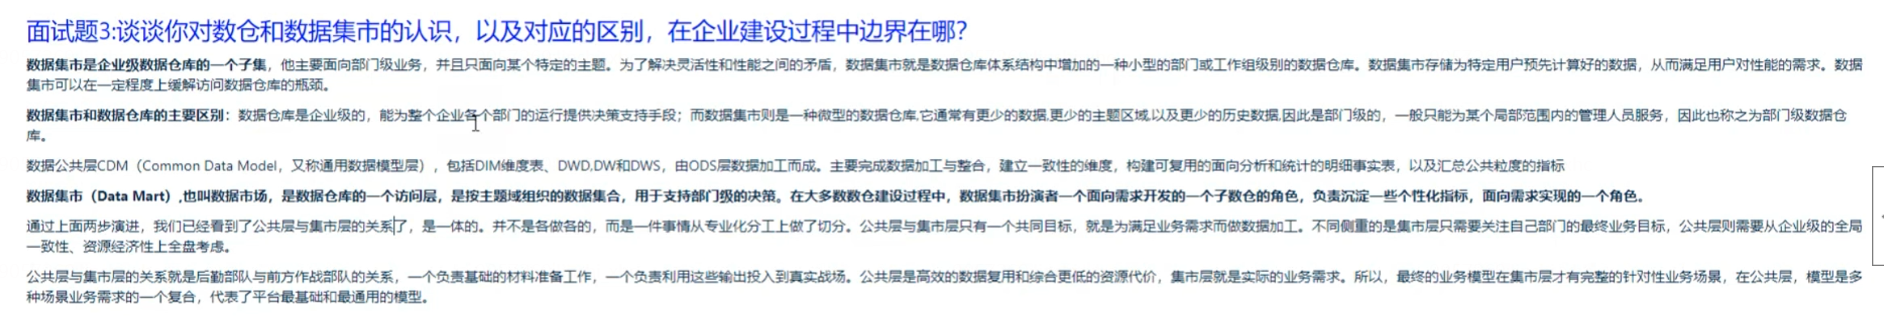 面试题3:谈谈你对数仓和数据集市的认识，以及对应的区别，在企业建设过程中边界在哪？
数据集市是企业级数据仓库的一个子集，他主要面向部门级业务，并且只面向某个特定的主题。为了解决灵活性和性能之间的矛盾，数据集市就是数据仓库体系结构中增加的一种小型的部门或工作组级别的数据仓库。数据集市存储为特定用户预先计算好的数据，从而满足用户对性能的需求。数据
集市可以在一定程度上缓解访问数据仓库的瓶颈。
数据集市和数据仓库的主要区别：数据仓库是企业级的，能为整个企业各个部门的运行提供决策支持手段；而数据集市则是一种微型的数据仓库,它通常有更少的数据,更少的主题区域,以及更少的历史数据,因此是部门级的，一般只能为某个局部范围内的管理人员服务，因此也称之为部门级数据仓
库。
数据公共层CDM（Common Data Model，又称通用数据模型层），包括DIM维度表、DWD,DW和DWS，由ODS层数据加工而成。主要完成数据加工与整合，建立一致性的维度，构建可复用的面向分析和统计的明细事实表，以及汇总公共粒度的指标
数据集市（Data Mart）,也叫数据市场，是数据仓库的一个访问层，是按主题域组织的数据集合，用于支持部门级的决策。在大多数数仓建设过程中，数据集市扮演者一个面向需求开发的一个子数仓的角色，负责沉淀一些个性化指标，面向需求实现的一个角色。
通过上面两步演进，我们已经看到了公共层与集市层的关系了，是一体的。并不是各做各的，而是一件事情从专业化分工上做了切分。公共层与集市层只有一个共同目标，就是为满足业务需求而做数据加工。不同侧重的是集市层只需要关注自己部门的最终业务目标，公共层则需要从企业级的全局
一致性、资源经济性上全盘考虑。
公共层与集市层的关系就是后勤部队与前方作战部队的关系，一个负责基础的材料准备工作，一个负责利用这些输出投入到真实战场。公共层是高效的数据复用和综合更低的资源代价，集市层就是实际的业务需求。所以，最终的业务模型在集市层才有完整的针对性业务场景，在公共层，模型是多
种场景业务需求的一个复合，代表了平台最基础和最通用的模型。